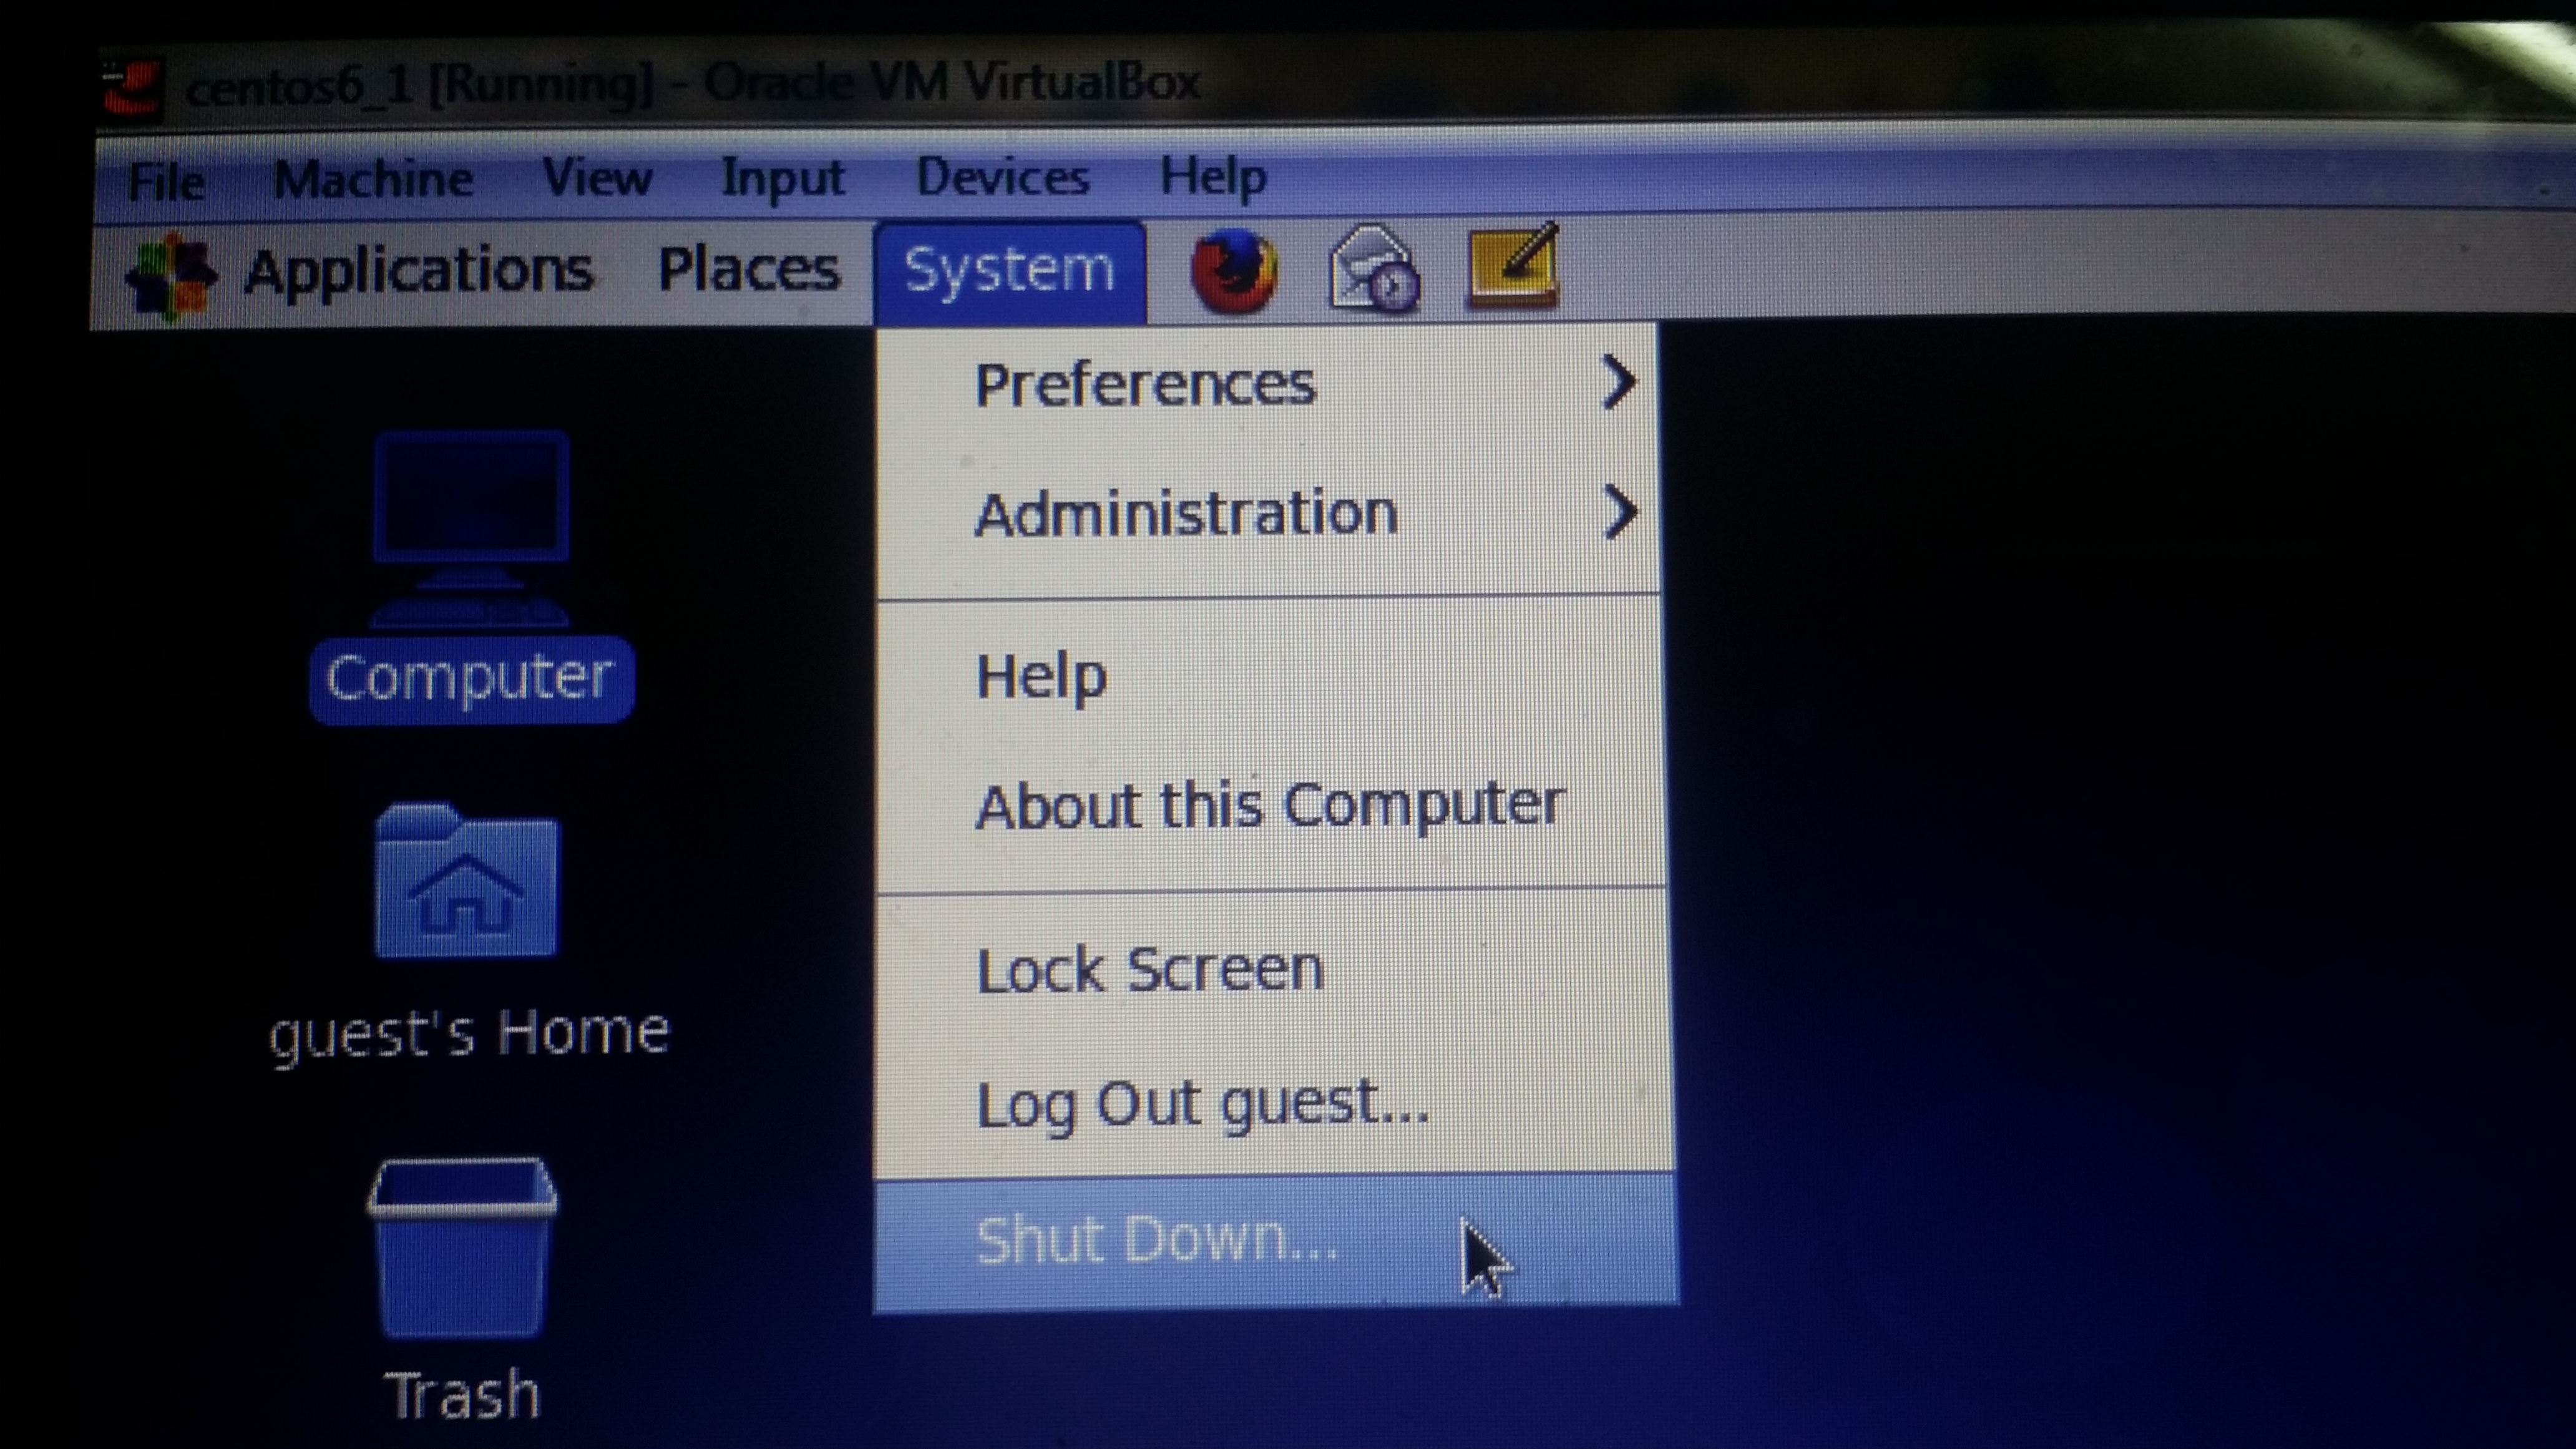 centos6_1 [Running] - Oracle VM VirtualBox
File Machine View Input Devices Help
Applications Places System
Preferences
Administration
Help
About this Computer
Lock Screen
Log Out guest...
Shut Down...
Computer
guest's Home
Trash